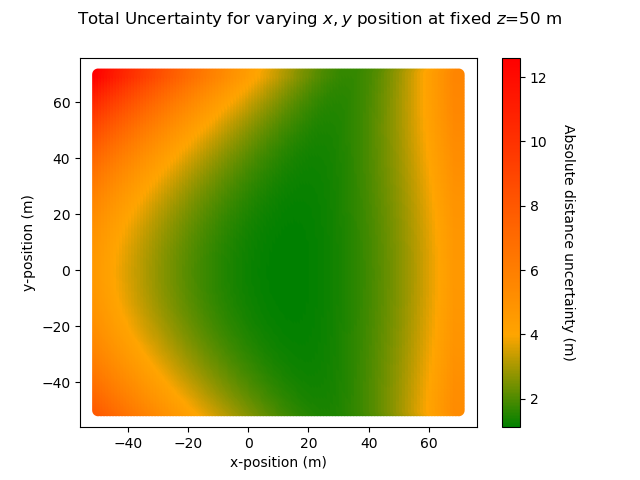 Total Uncertainty for varying x, y position at fixed z=50 m
60
40
20
0
−20
−40
y-position (m)
−40 −20 0 20 40 60
x-position (m)
12
10
8
6
4
2
Absolute distance uncertainty (m)